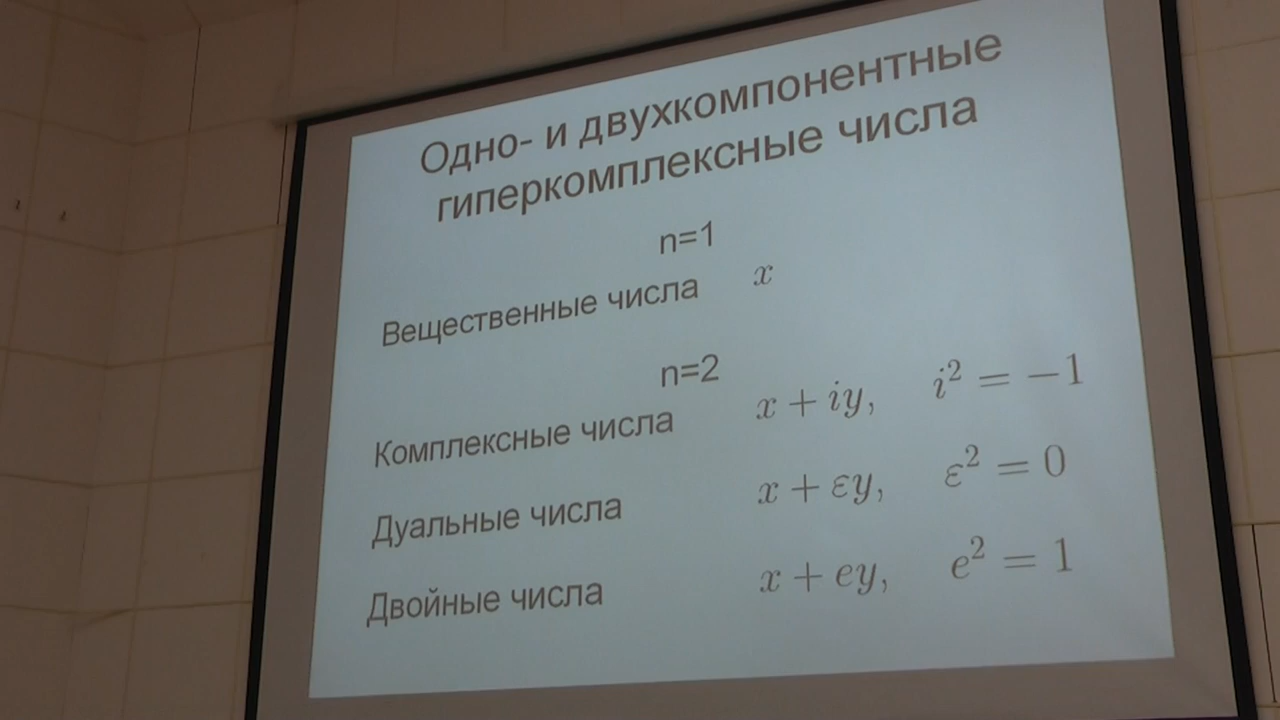 Одно- и двухкомпонентные
гиперкомплексные числа
n=1
Вещественные числа x
n=2
Комплексные числа x + iy, i² = −1
Дуальные числа x + εy, ε² = 0
Двойные числа x + ey, e² = 1